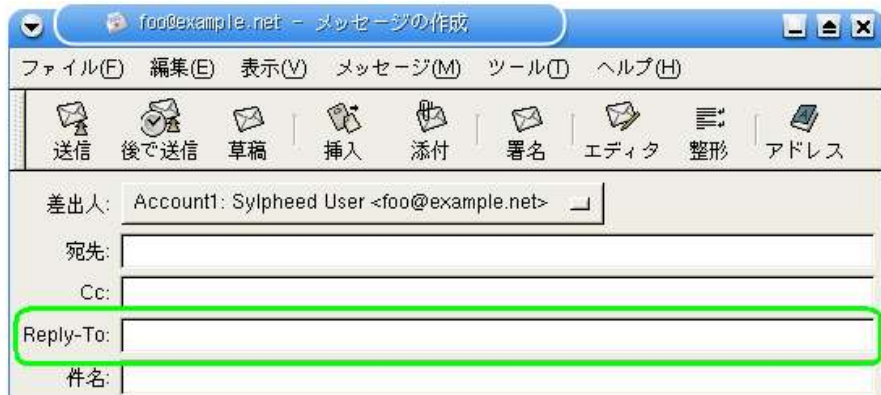 foo@example.net - メッセージの作成
ファイル(F) 編集(E) 表示(V) メッセージ(M) ツール(T) ヘルプ(H)
送信 後で送信 草稿 挿入 添付 署名 エディタ 整形 アドレス
差出人: Account1: Sylpheed User <foo@example.net>
宛先:
Cc:
Reply-To:
件名: